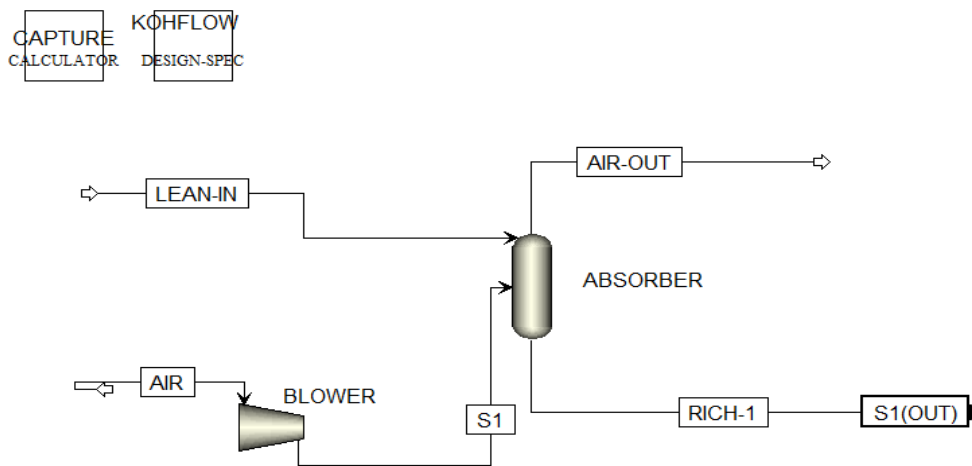 CAPTURE
CALCULATOR
KOHFLOW
DESIGN-SPEC
AIR-OUT
LEAN-IN
ABSORBER
AIR
BLOWER
S1
RICH-1
S1(OUT)